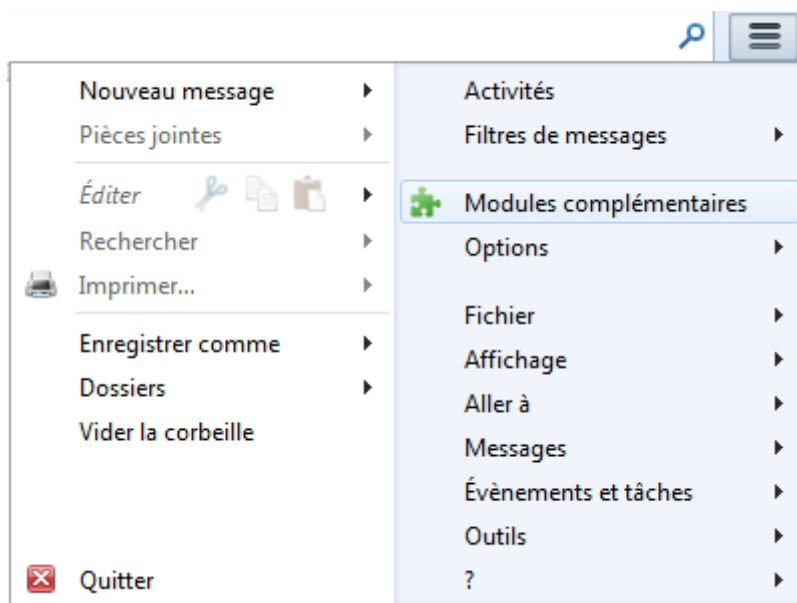 Nouveau message
Pièces jointes
Éditer
Rechercher
Imprimer...
Enregistrer comme
Dossiers
Vider la corbeille
Quitter
Activités
Filtres de messages
Modules complémentaires
Options
Fichier
Affichage
Aller à
Messages
Évènements et tâches
Outils
?